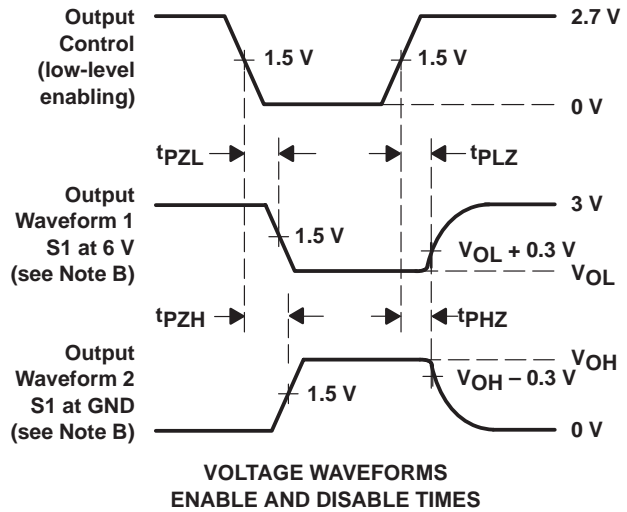 Output
Control
(low-level
enabling)
2.7 V
1.5 V
1.5 V
0 V
tPZL
tPLZ
Output
Waveform 1
S1 at 6 V
(see Note B)
3 V
1.5 V
VOL + 0.3 V
VOL
tPZH
tPHZ
Output
Waveform 2
S1 at GND
(see Note B)
VOH
VOH – 0.3 V
1.5 V
0 V
VOLTAGE WAVEFORMS
ENABLE AND DISABLE TIMES